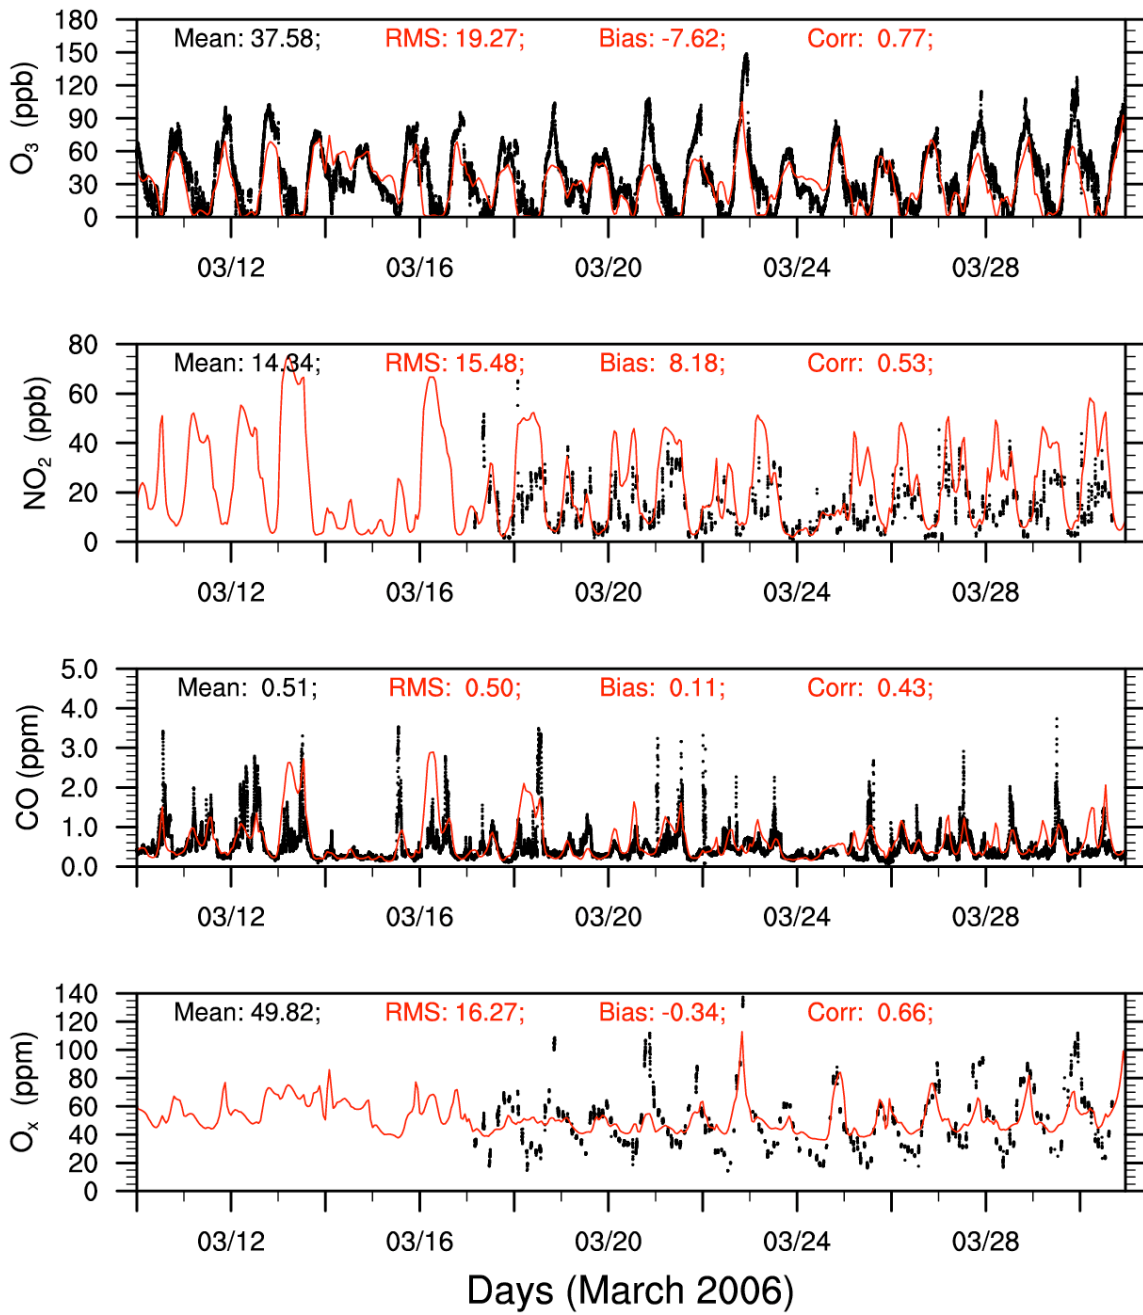 180
150
120
90
60
30
0
O3 (ppb)
Mean: 37.58; RMS: 19.27; Bias: -7.62; Corr: 0.77;
03/12 03/16 03/20 03/24 03/28
80
60
40
20
0
NO2 (ppb)
Mean: 14.34; RMS: 15.48; Bias: 8.18; Corr: 0.53;
03/12 03/16 03/20 03/24 03/28
5.0
4.0
3.0
2.0
1.0
0.0
CO (ppm)
Mean: 0.51; RMS: 0.50; Bias: 0.11; Corr: 0.43;
03/12 03/16 03/20 03/24 03/28
140
120
100
80
60
40
20
0
Ox (ppm)
Mean: 49.82; RMS: 16.27; Bias: -0.34; Corr: 0.66;
03/12 03/16 03/20 03/24 03/28
Days (March 2006)